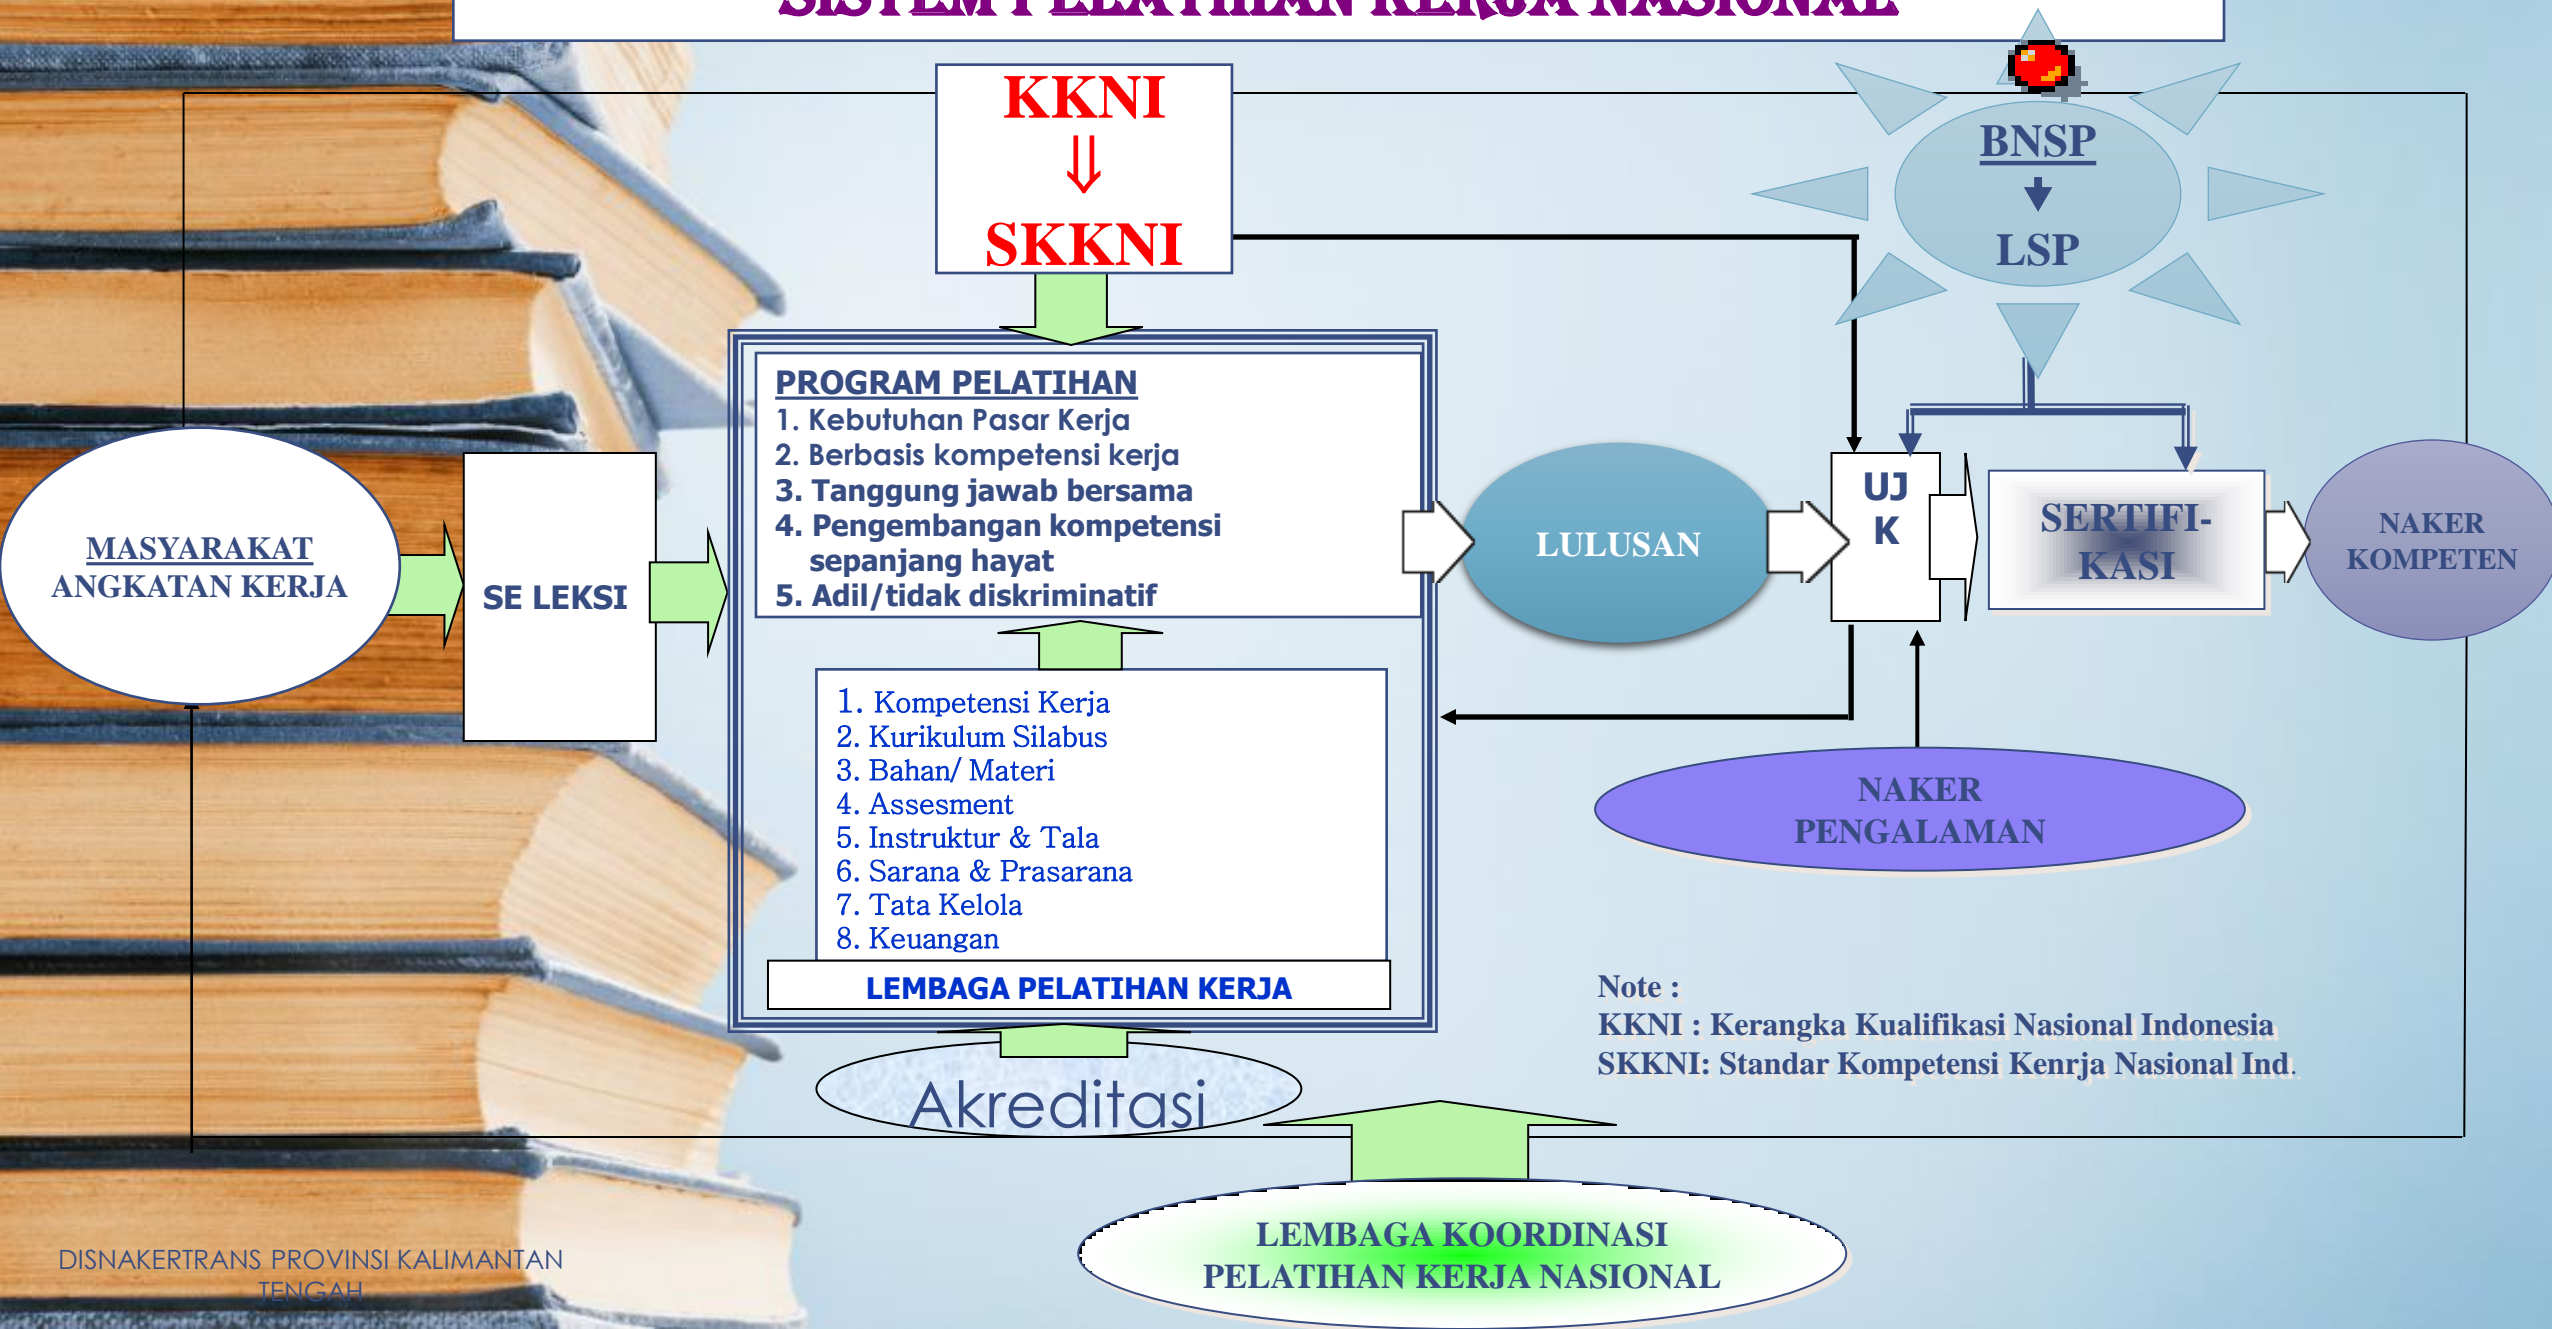 SISTEM PELATIHAN KERJA NASIONAL
KKNI
⇓
SKKNI
BNSP
LSP
PROGRAM PELATIHAN
1. Kebutuhan Pasar Kerja
2. Berbasis kompetensi kerja
3. Tanggung jawab bersama
4. Pengembangan kompetensi
sepanjang hayat
5. Adil/tidak diskriminatif
MASYARAKAT
ANGKATAN KERJA
SE LEKSI
LULUSAN
UJ
K
SERTIFI-
KASI
NAKER
KOMPETEN
1. Kompetensi Kerja
2. Kurikulum Silabus
3. Bahan/ Materi
4. Assesment
5. Instruktur & Tala
6. Sarana & Prasarana
7. Tata Kelola
8. Keuangan
LEMBAGA PELATIHAN KERJA
NAKER
PENGALAMAN
Note :
KKNI : Kerangka Kualifikasi Nasional Indonesia
SKKNI: Standar Kompetensi Kenrja Nasional Ind.
Akreditasi
LEMBAGA KOORDINASI
PELATIHAN KERJA NASIONAL
DISNAKERTRANS PROVINSI KALIMANTAN
TENGAH